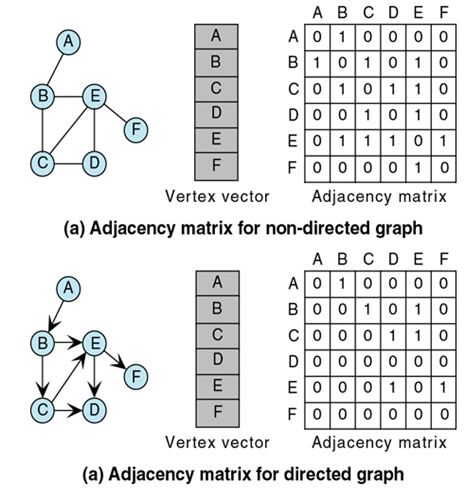 A B C D E F
A A A 0 1 0 0 0 0
B B 1 0 1 0 1 0
B E C C 0 1 0 1 1 0
F D D 0 0 1 0 1 0
E E 0 1 1 1 0 1
C D F F 0 0 0 0 1 0
Vertex vector Adjacency matrix
(a) Adjacency matrix for non-directed graph
A B C D E F
A A A 0 1 0 0 0 0
B B 0 0 1 0 1 0
B E C C 0 0 0 1 1 0
F D D 0 0 0 0 0 0
E E 0 0 0 1 0 1
C D F F 0 0 0 0 0 0
Vertex vector Adjacency matrix
(a) Adjacency matrix for directed graph